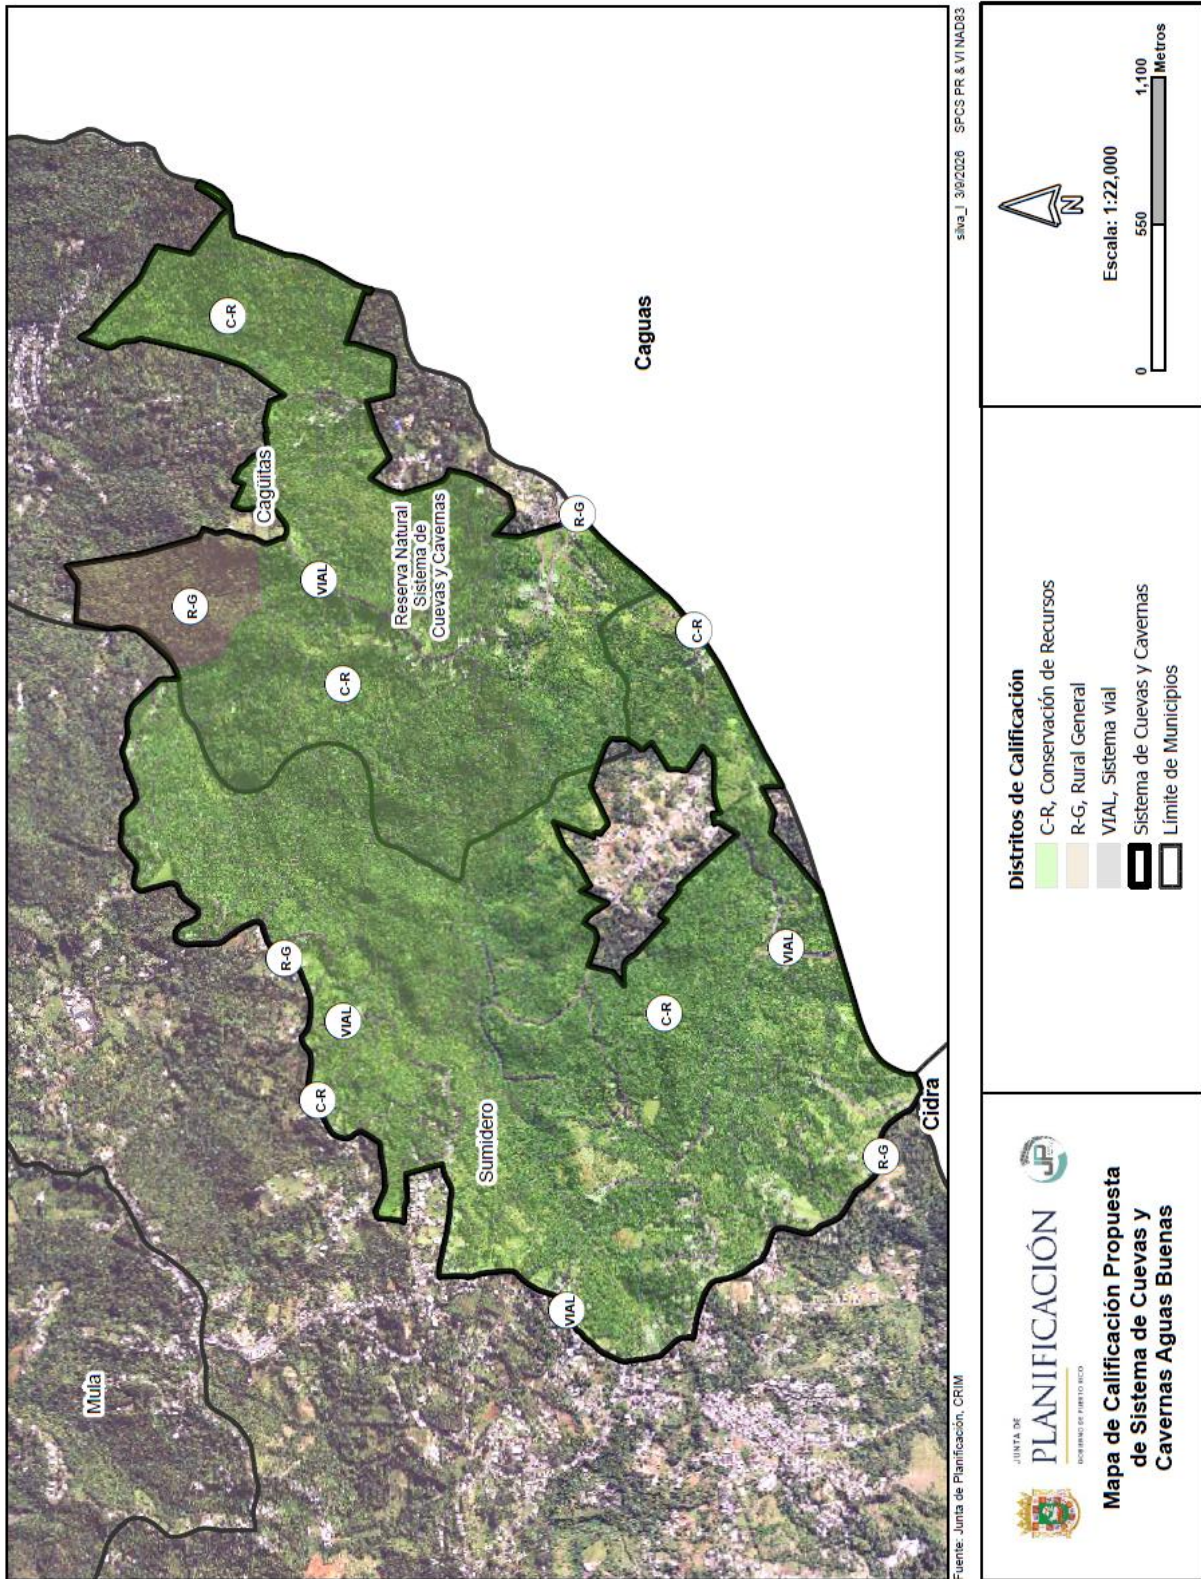 Mula
Cagüitas
C-R
R-G
VIAL
C-R
Reserva Natural
Sistema de
Cuevas y Cavernas
R-G
C-R
R-G
VIAL
C-R
Sumidero
C-R
VIAL
VIAL
R-G
Caguas
Cidra
Fuente: Junta de Planificación, CRIM
silva_l 3/9/2026 SPCS PR & VI NAD83
JUNTA DE
PLANIFICACIÓN
GOBIERNO DE PUERTO RICO
JP
Mapa de Calificación Propuesta
de Sistema de Cuevas y
Cavernas Aguas Buenas
Distritos de Calificación
C-R, Conservación de Recursos
R-G, Rural General
VIAL, Sistema vial
Sistema de Cuevas y Cavernas
Límite de Municipios
N
Escala: 1:22,000
0 550 1,100
Metros